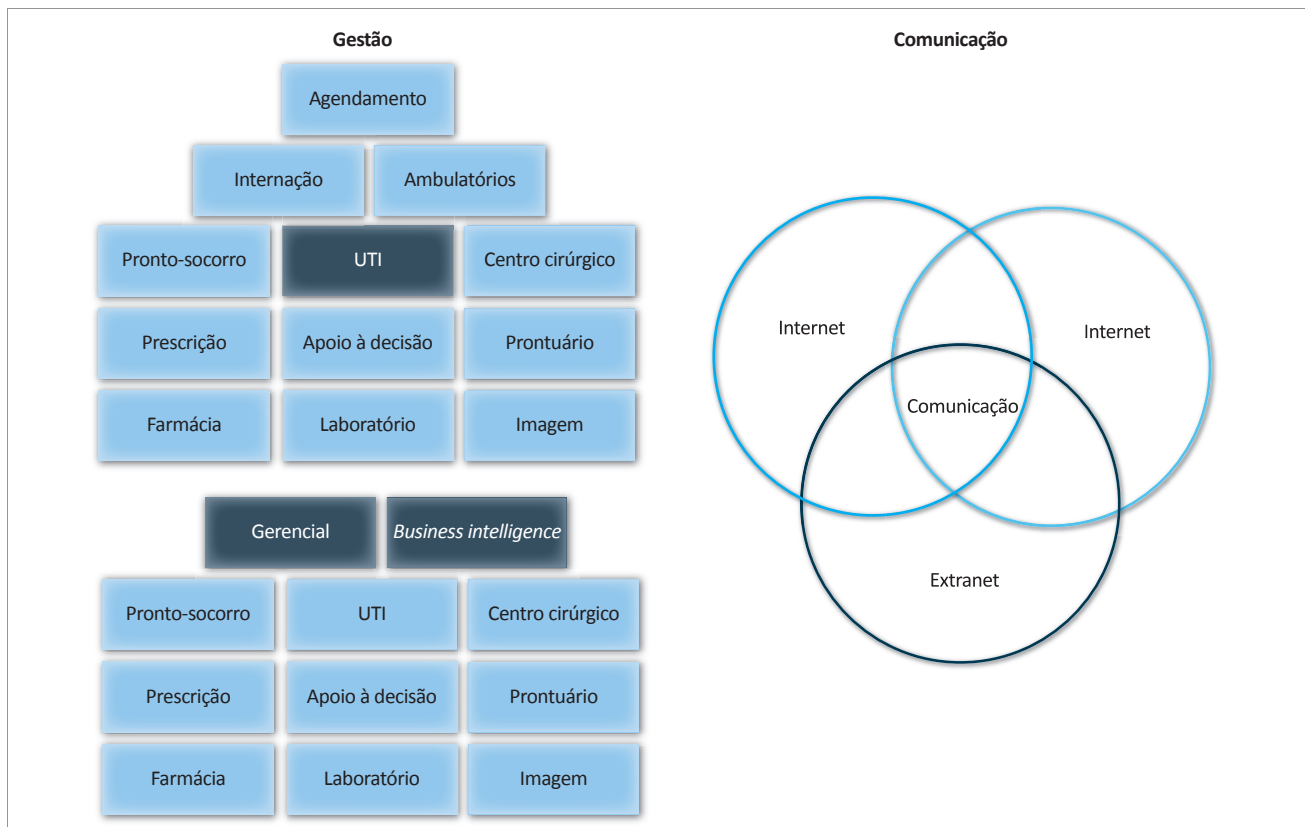 Gestão
Agendamento
Internação
Ambulatórios
Pronto-socorro
UTI
Centro cirúrgico
Prescrição
Apoio à decisão
Prontuário
Farmácia
Laboratório
Imagem
Gerencial
Business intelligence
Pronto-socorro
UTI
Centro cirúrgico
Prescrição
Apoio à decisão
Prontuário
Farmácia
Laboratório
Imagem
Comunicação
Internet
Internet
Comunicação
Extranet